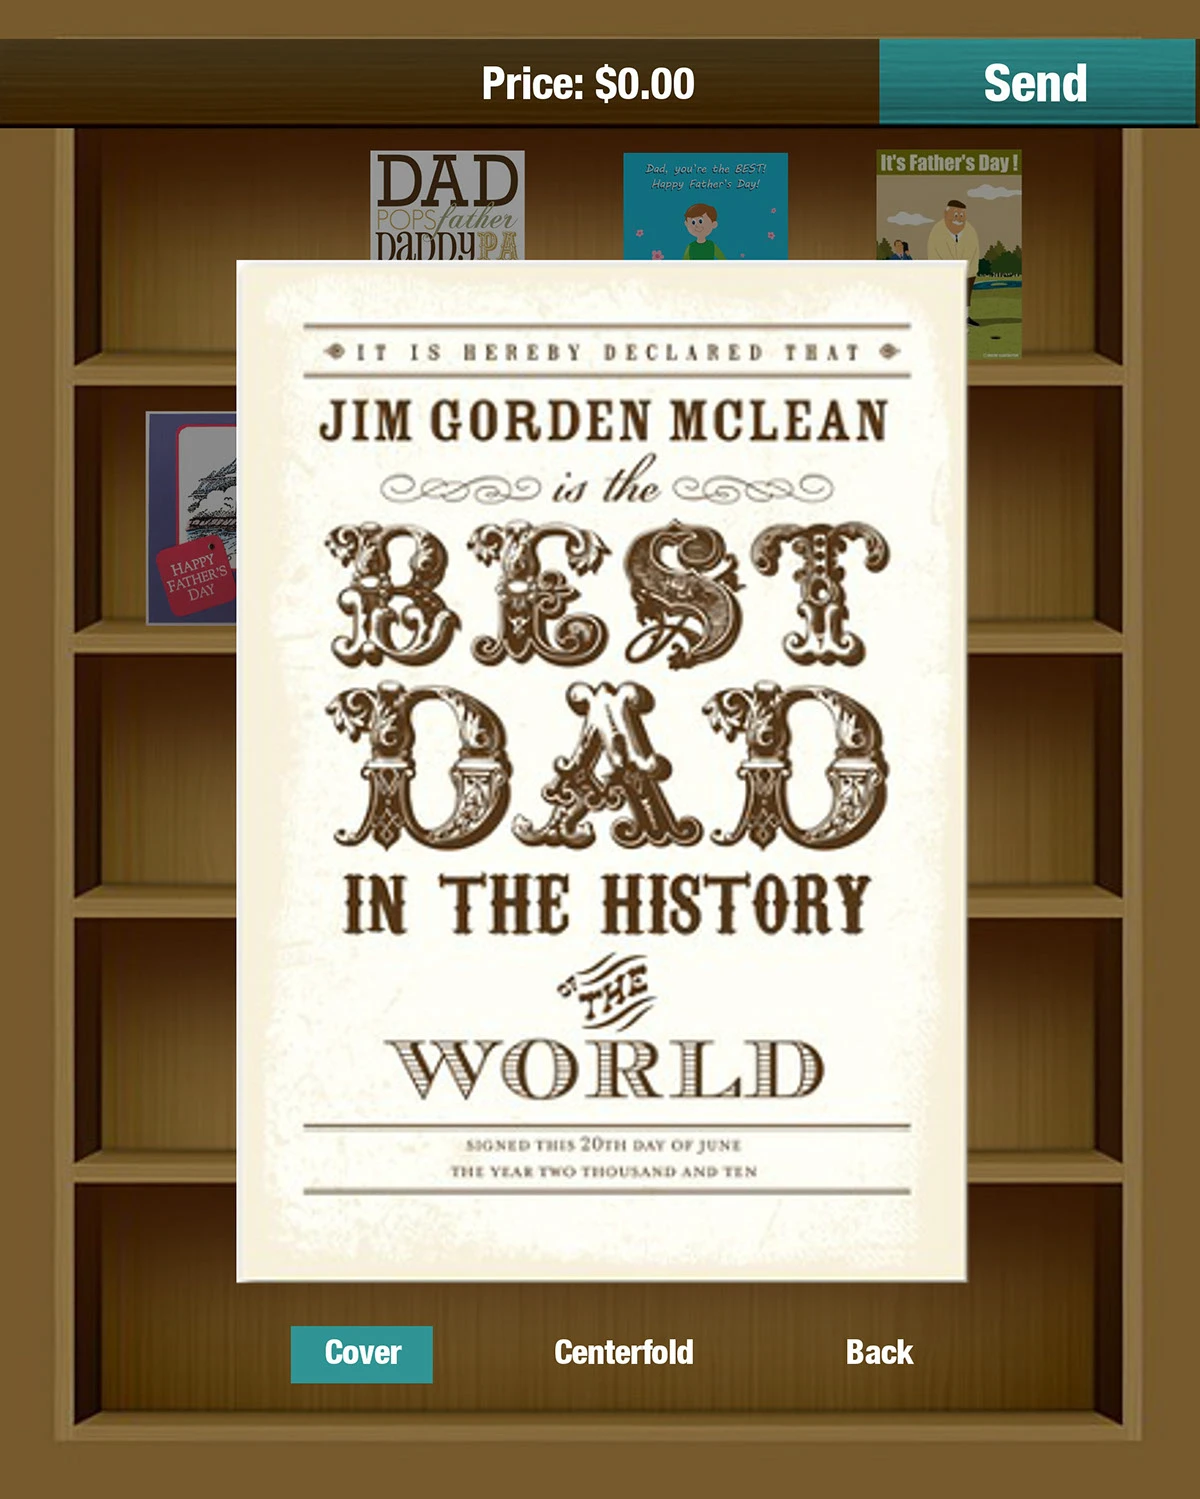 Price: $0.00
Send
DAD
POPS father
DADDY PA
Dad, you're the BEST!
Happy Father's Day!
It's Father's Day !
HAPPY
FATHER'S
DAY
IT IS HEREBY DECLARED THAT
JIM GORDEN MCLEAN
is the
BEST
DAD
IN THE HISTORY
OF THE
WORLD
SIGNED THIS 20TH DAY OF JUNE
THE YEAR TWO THOUSAND AND TEN
Cover
Centerfold
Back